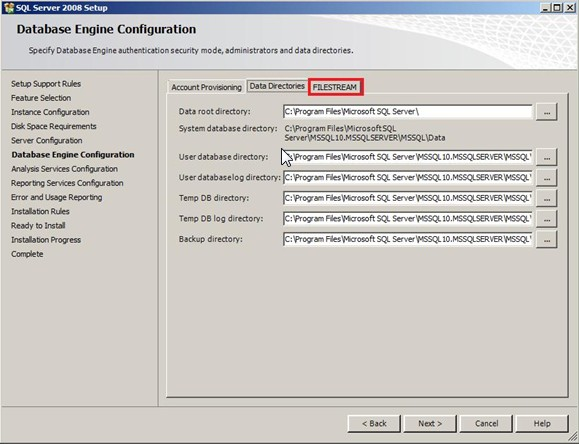 SQL Server 2008 Setup
Database Engine Configuration
Specify Database Engine authentication security mode, administrators and data directories.
Setup Support Rules
Feature Selection
Instance Configuration
Disk Space Requirements
Server Configuration
Database Engine Configuration
Analysis Services Configuration
Reporting Services Configuration
Error and Usage Reporting
Installation Rules
Ready to Install
Installation Progress
Complete
Account Provisioning Data Directories FILESTREAM
Data root directory: C:\Program Files\Microsoft SQL Server\ ...
System database directory: C:\Program Files\Microsoft SQL
Server\MSSQL10.MSSQLSERVER\MSSQL\Data
User database directory: C:\Program Files\Microsoft SQL Server\MSSQL10.MSSQLSERVER\MSSQL\ ...
User database log directory: C:\Program Files\Microsoft SQL Server\MSSQL10.MSSQLSERVER\MSSQL\ ...
Temp DB directory: C:\Program Files\Microsoft SQL Server\MSSQL10.MSSQLSERVER\MSSQL\ ...
Temp DB log directory: C:\Program Files\Microsoft SQL Server\MSSQL10.MSSQLSERVER\MSSQL\ ...
Backup directory: C:\Program Files\Microsoft SQL Server\MSSQL10.MSSQLSERVER\MSSQL\ ...
< Back Next > Cancel Help